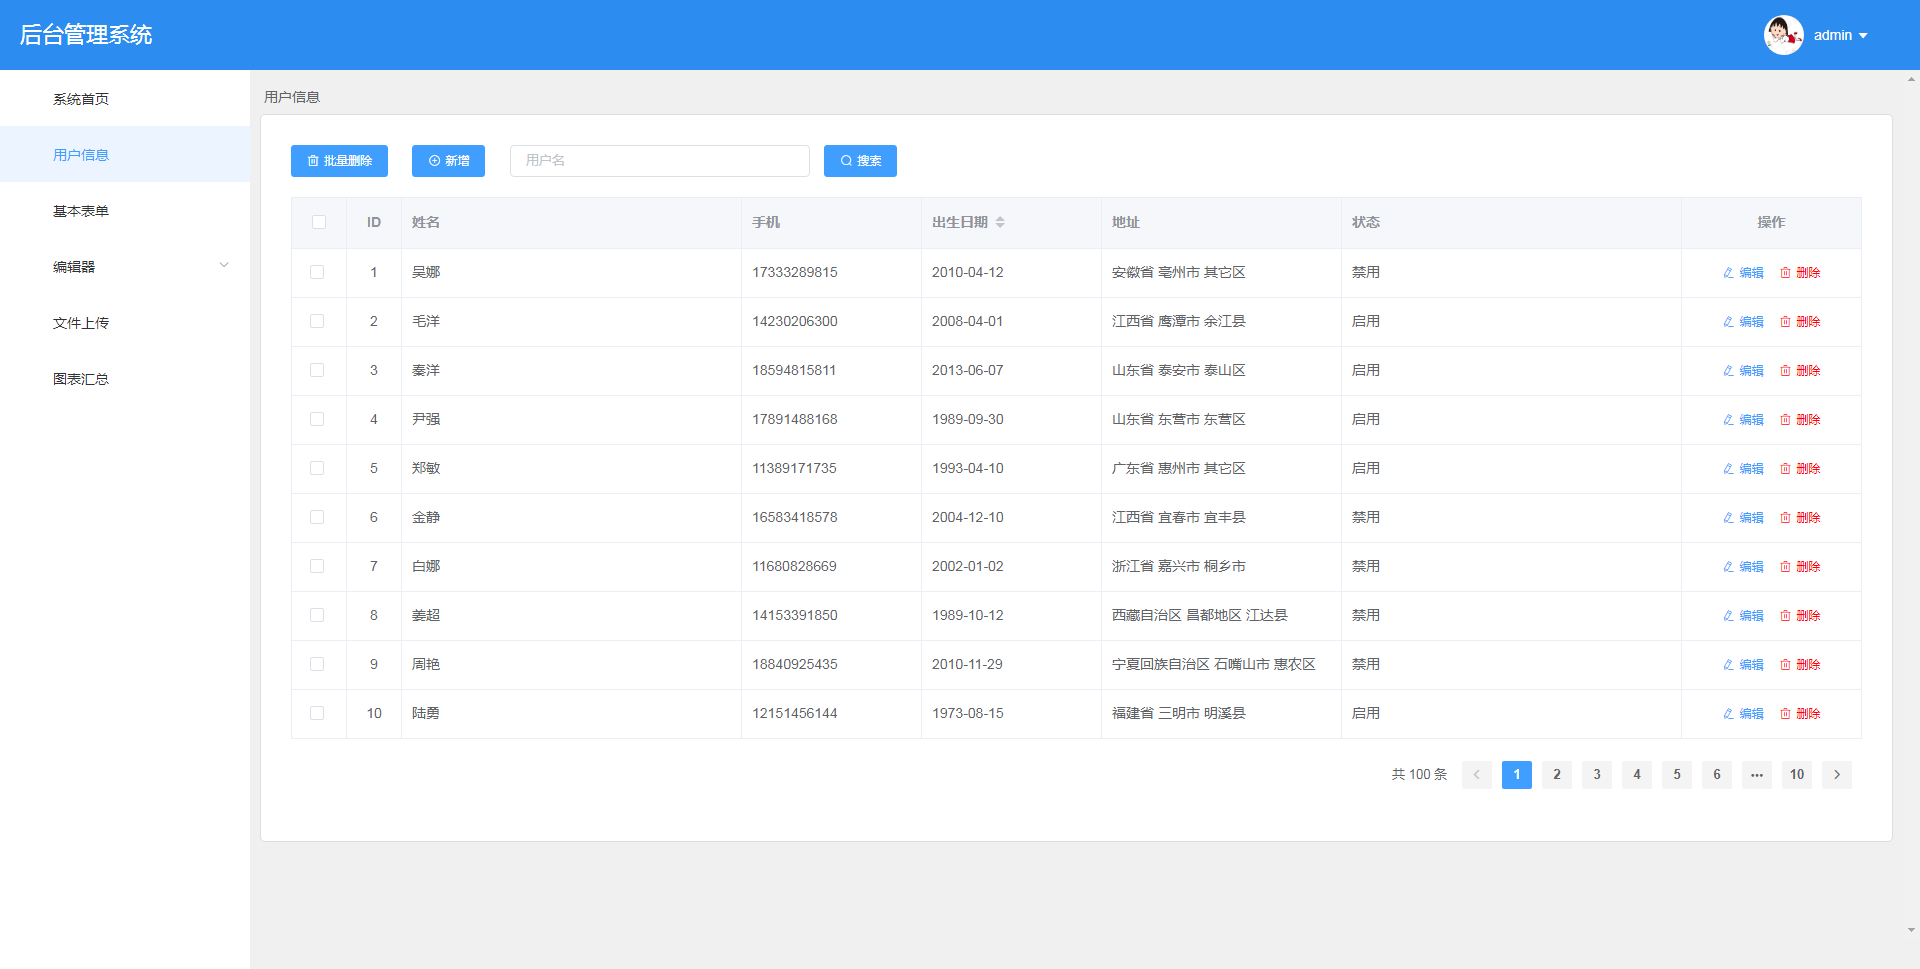 后台管理系统
admin
系统首页
用户信息
基本表单
编辑器
文件上传
图表汇总
用户信息
批量删除 新增 用户名 搜索
ID 姓名 手机 出生日期 地址 状态 操作
1 吴娜 17333289815 2010-04-12 安徽省 亳州市 其它区 禁用 编辑 删除
2 毛洋 14230206300 2008-04-01 江西省 鹰潭市 余江县 启用 编辑 删除
3 秦洋 18594815811 2013-06-07 山东省 泰安市 泰山区 启用 编辑 删除
4 尹强 17891488168 1989-09-30 山东省 东营市 东营区 启用 编辑 删除
5 郑敏 11389171735 1993-04-10 广东省 惠州市 其它区 启用 编辑 删除
6 金静 16583418578 2004-12-10 江西省 宜春市 宜丰县 禁用 编辑 删除
7 白娜 11680828669 2002-01-02 浙江省 嘉兴市 桐乡市 禁用 编辑 删除
8 姜超 14153391850 1989-10-12 西藏自治区 昌都地区 江达县 禁用 编辑 删除
9 周艳 18840925435 2010-11-29 宁夏回族自治区 石嘴山市 惠农区 禁用 编辑 删除
10 陆勇 12151456144 1973-08-15 福建省 三明市 明溪县 启用 编辑 删除
共 100 条 1 2 3 4 5 6 ··· 10